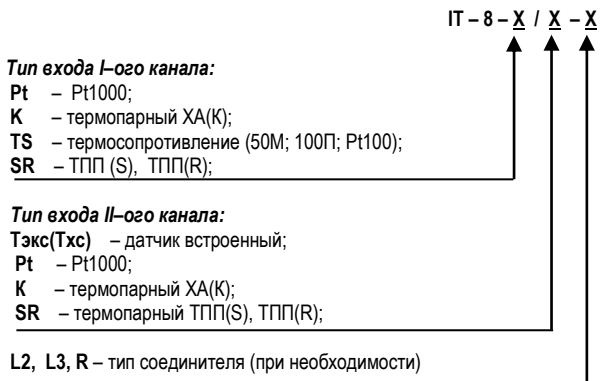 IT – 8 – X / X – X
Тип входа I–ого канала:
Pt – Pt1000;
K – термопарный ХА(К);
TS – термосопротивление (50М; 100П; Pt100);
SR – ТПП (S), ТПП(R);
Тип входа II–ого канала:
Тэкс(Тхс) – датчик встроенный;
Pt – Pt1000;
К – термопарный ХА(К);
SR – термопарный ТПП(S), ТПП(R);
L2, L3, R – тип соединителя (при необходимости)